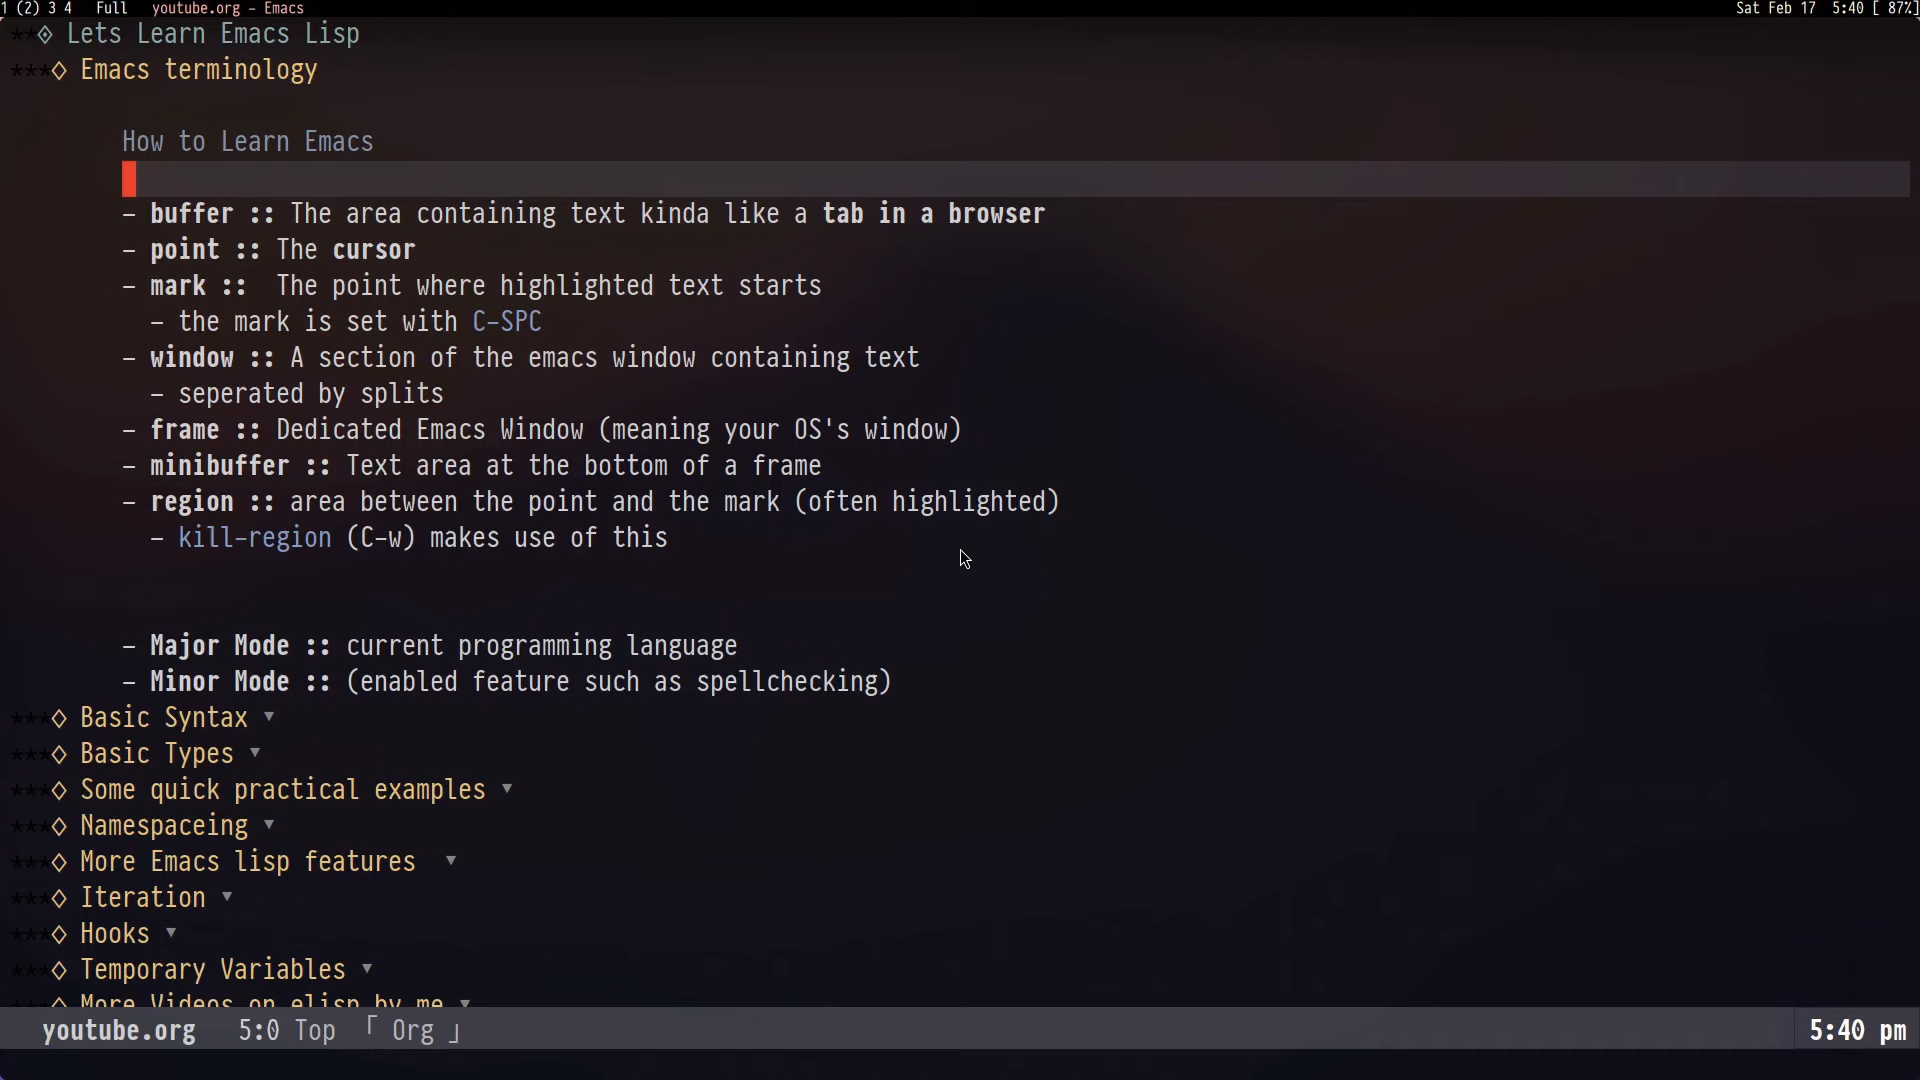 1 (2) 3 4 Full youtube.org – Emacs Sat Feb 17 5:40 [ 87%]
**◈ Lets Learn Emacs Lisp
***◇ Emacs terminology
How to Learn Emacs
– buffer :: The area containing text kinda like a tab in a browser
– point :: The cursor
– mark :: The point where highlighted text starts
– the mark is set with C-SPC
– window :: A section of the emacs window containing text
– seperated by splits
– frame :: Dedicated Emacs Window (meaning your OS's window)
– minibuffer :: Text area at the bottom of a frame
– region :: area between the point and the mark (often highlighted)
– kill-region (C-w) makes use of this
– Major Mode :: current programming language
– Minor Mode :: (enabled feature such as spellchecking)
***◇ Basic Syntax ▾
***◇ Basic Types ▾
***◇ Some quick practical examples ▾
***◇ Namespaceing ▾
***◇ More Emacs lisp features ▾
***◇ Iteration ▾
***◇ Hooks ▾
***◇ Temporary Variables ▾
***◇ More Videos on elisp by me ▾
youtube.org 5:0 Top 「 Org 」 5:40 pm